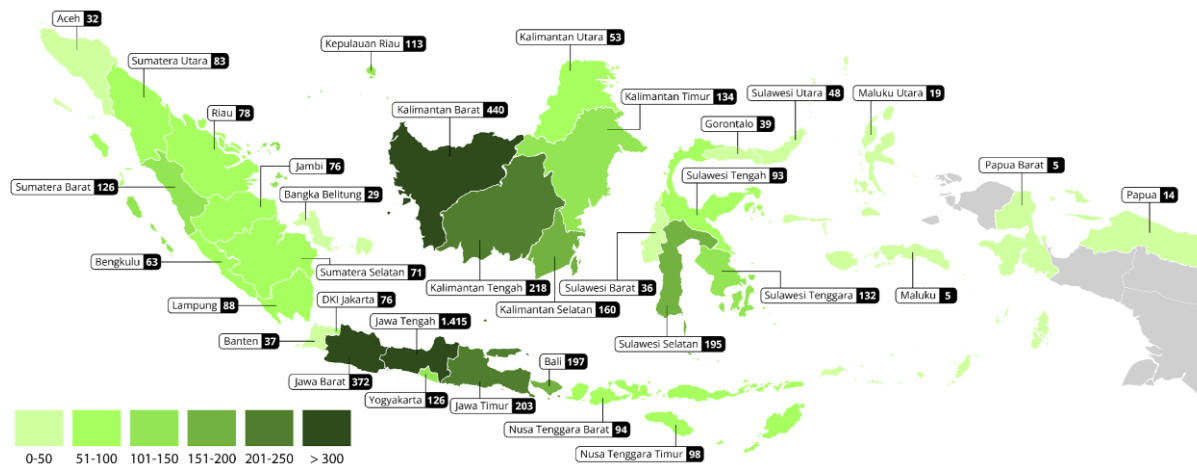 Aceh 32
Kepulauan Riau 113
Kalimantan Utara 53
Sumatera Utara 83
Kalimantan Timur 134
Sulawesi Utara 48
Maluku Utara 19
Kalimantan Barat 440
Riau 78
Gorontalo 39
Jambi 76
Papua Barat 5
Sulawesi Tengah 93
Sumatera Barat 126
Bangka Belitung 29
Papua 14
Bengkulu 63
Sumatera Selatan 71
Kalimantan Tengah 218
Sulawesi Barat 36
Sulawesi Tenggara 132
Maluku 5
Lampung 88
DKI Jakarta 76
Kalimantan Selatan 160
Jawa Tengah 1.415
Banten 37
Sulawesi Selatan 195
Bali 197
Jawa Barat 372
Yogyakarta 126
Jawa Timur 203
Nusa Tenggara Barat 94
Nusa Tenggara Timur 98
0-50 51-100 101-150 151-200 201-250 > 300